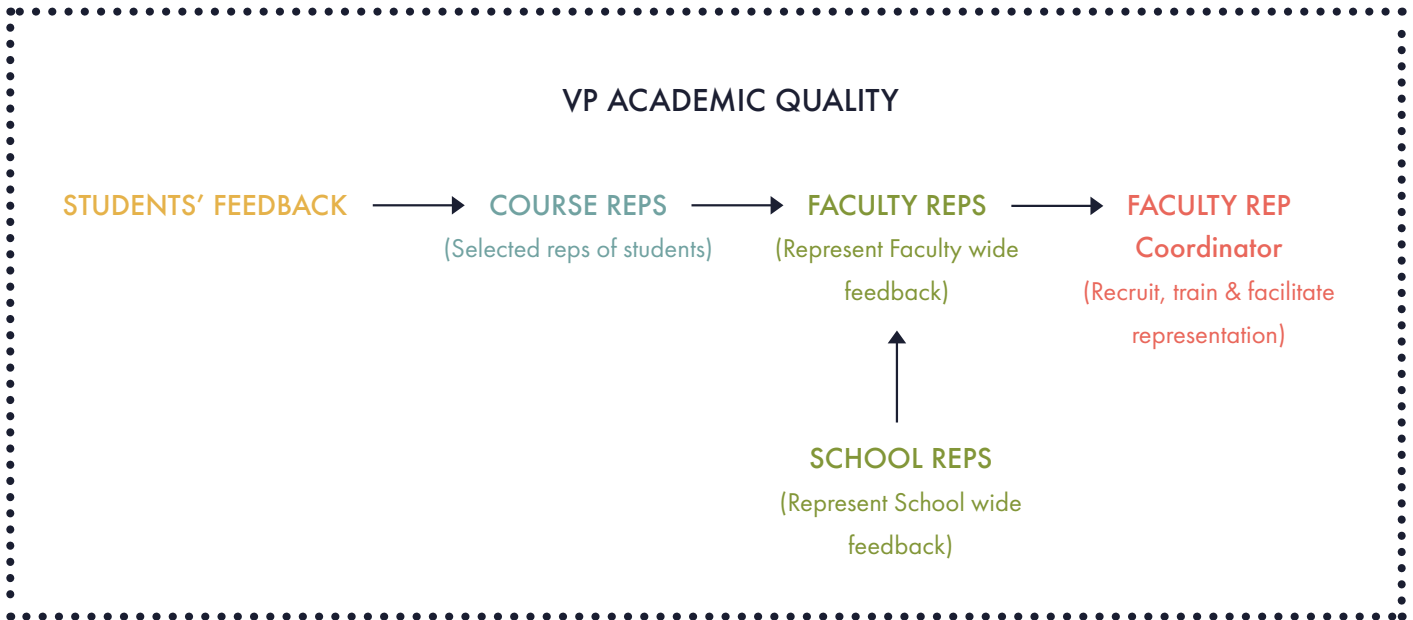 VP ACADEMIC QUALITY
STUDENTS’ FEEDBACK
COURSE REPS
(Selected reps of students)
FACULTY REPS
(Represent Faculty wide
feedback)
FACULTY REP
Coordinator
(Recruit, train & facilitate
representation)
SCHOOL REPS
(Represent School wide
feedback)